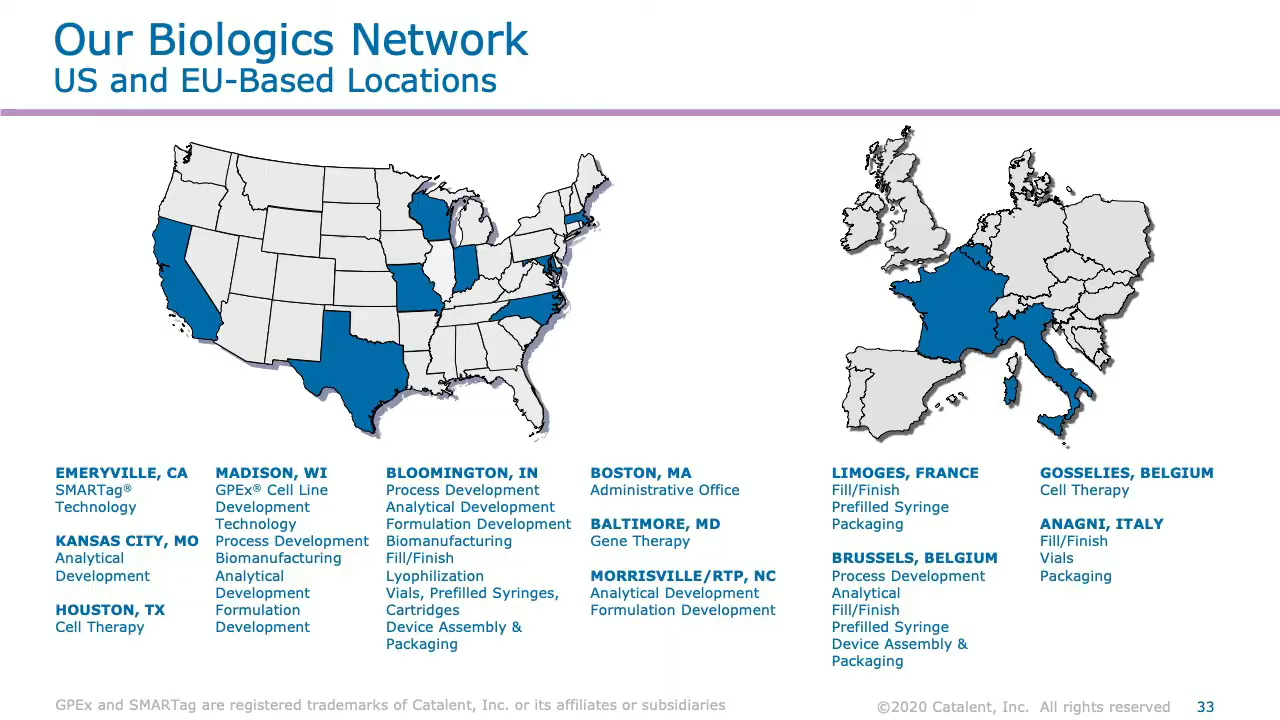 Our Biologics Network
US and EU-Based Locations
EMERYVILLE, CA
SMARTag®
Technology
KANSAS CITY, MO
Analytical
Development
HOUSTON, TX
Cell Therapy
MADISON, WI
GPEx® Cell Line
Development
Technology
Process Development
Biomanufacturing
Analytical
Development
Formulation
Development
BLOOMINGTON, IN
Process Development
Analytical Development
Formulation Development
Biomanufacturing
Fill/Finish
Lyophilization
Vials, Prefilled Syringes,
Cartridges
Device Assembly &
Packaging
BOSTON, MA
Administrative Office
BALTIMORE, MD
Gene Therapy
MORRISVILLE/RTP, NC
Analytical Development
Formulation Development
LIMOGES, FRANCE
Fill/Finish
Prefilled Syringe
Packaging
BRUSSELS, BELGIUM
Process Development
Analytical
Fill/Finish
Prefilled Syringe
Device Assembly &
Packaging
GOSSELIES, BELGIUM
Cell Therapy
ANAGNI, ITALY
Fill/Finish
Vials
Packaging
GPEx and SMARTag are registered trademarks of Catalent, Inc. or its affiliates or subsidiaries
©2020 Catalent, Inc. All rights reserved 33